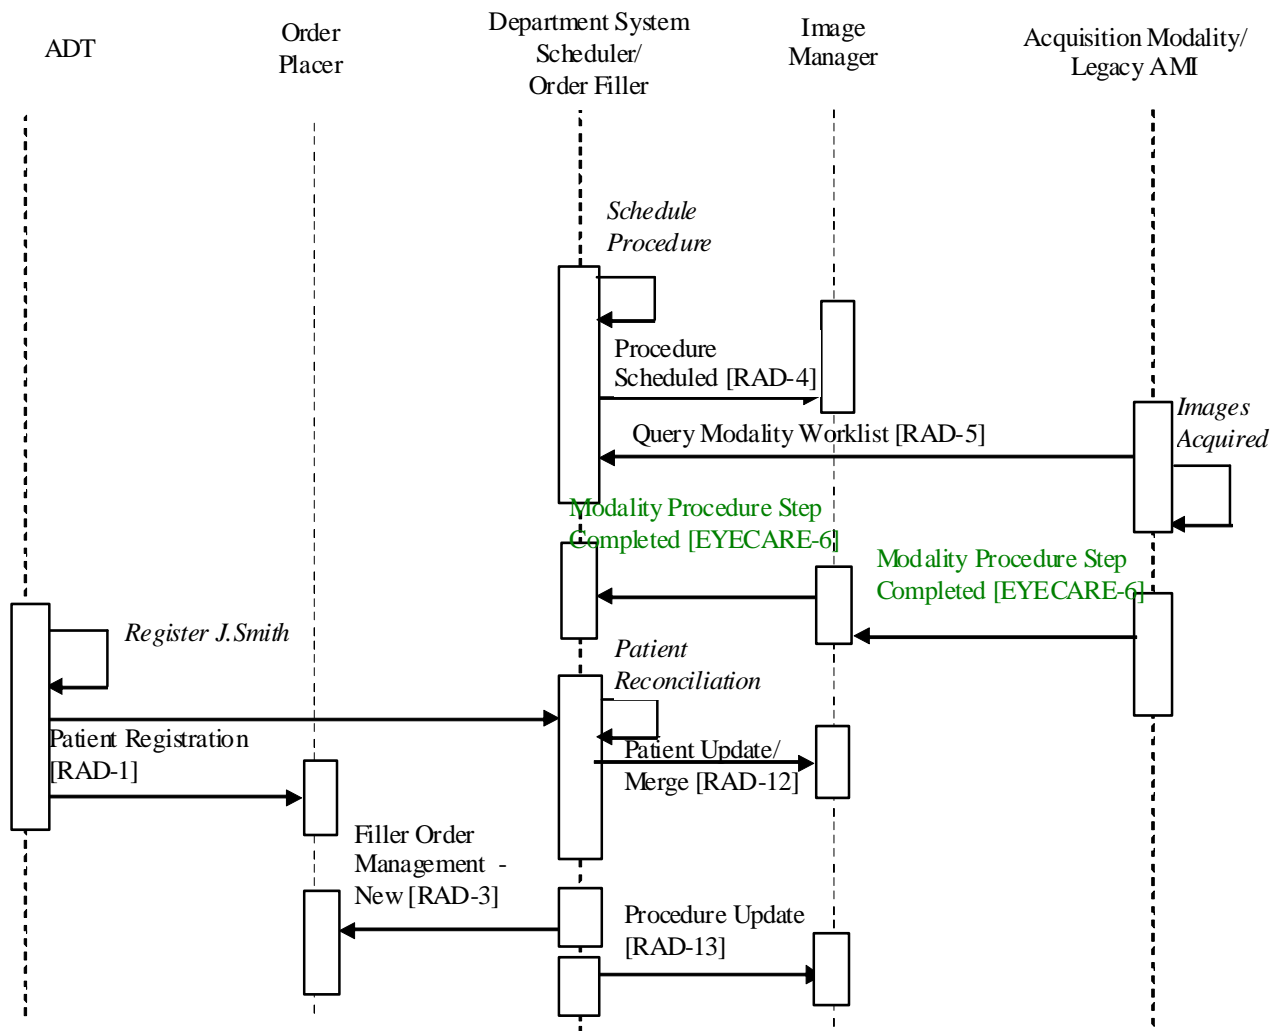 ADT
Order
Placer
Department System
Scheduler/
Order Filler
Image
Manager
Acquisition Modality/
Legacy AMI
Schedule
Procedure
Procedure
Scheduled [RAD-4]
Images
Acquired
Query Modality Worklist [RAD-5]
Modality Procedure Step
Completed [EYECARE-6]
Modality Procedure Step
Completed [EYECARE-6]
Register J.Smith
Patient
Reconciliation
Patient Registration
[RAD-1]
Patient Update/
Merge [RAD-12]
Filler Order
Management -
New [RAD-3]
Procedure Update
[RAD-13]